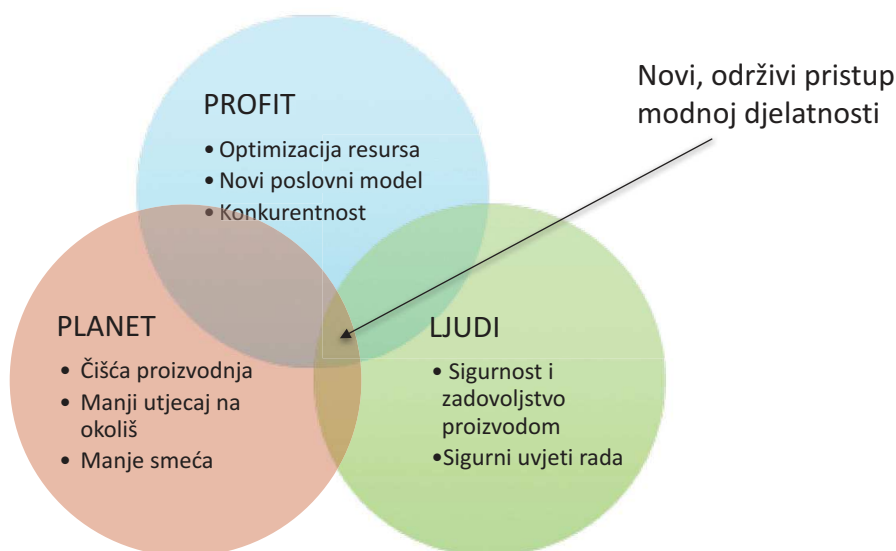 Novi, održivi pristup
modnoj djelatnosti
PROFIT
• Optimizacija resursa
• Novi poslovni model
• Konkurentnost
PLANET
• Čišća proizvodnja
• Manji utjecaj na
okoliš
• Manje smeća
LJUDI
• Sigurnost i
zadovoljstvo
proizvodom
•Sigurni uvjeti rada